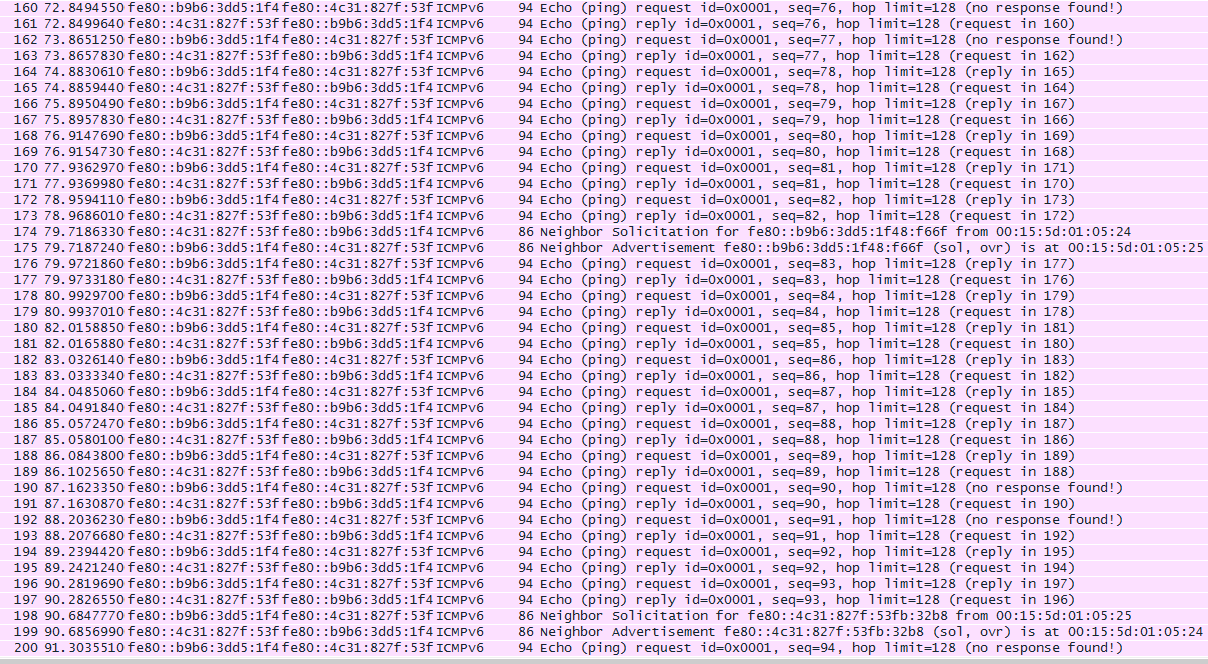 160 72.8494550 fe80::b9b6:3dd5:1f4 fe80::4c31:827f:53f ICMPv6 94 Echo (ping) request id=0x0001, seq=76, hop limit=128 (no response found!)
161 72.8499640 fe80::4c31:827f:53f fe80::b9b6:3dd5:1f4 ICMPv6 94 Echo (ping) reply id=0x0001, seq=76, hop limit=128 (request in 160)
162 73.8651250 fe80::b9b6:3dd5:1f4 fe80::4c31:827f:53f ICMPv6 94 Echo (ping) request id=0x0001, seq=77, hop limit=128 (no response found!)
163 73.8657830 fe80::4c31:827f:53f fe80::b9b6:3dd5:1f4 ICMPv6 94 Echo (ping) reply id=0x0001, seq=77, hop limit=128 (request in 162)
164 74.8830610 fe80::b9b6:3dd5:1f4 fe80::4c31:827f:53f ICMPv6 94 Echo (ping) request id=0x0001, seq=78, hop limit=128 (reply in 165)
165 74.8859440 fe80::4c31:827f:53f fe80::b9b6:3dd5:1f4 ICMPv6 94 Echo (ping) reply id=0x0001, seq=78, hop limit=128 (request in 164)
166 75.8950490 fe80::b9b6:3dd5:1f4 fe80::4c31:827f:53f ICMPv6 94 Echo (ping) request id=0x0001, seq=79, hop limit=128 (reply in 167)
167 75.8957830 fe80::4c31:827f:53f fe80::b9b6:3dd5:1f4 ICMPv6 94 Echo (ping) reply id=0x0001, seq=79, hop limit=128 (request in 166)
168 76.9147690 fe80::b9b6:3dd5:1f4 fe80::4c31:827f:53f ICMPv6 94 Echo (ping) request id=0x0001, seq=80, hop limit=128 (reply in 169)
169 76.9154730 fe80::4c31:827f:53f fe80::b9b6:3dd5:1f4 ICMPv6 94 Echo (ping) reply id=0x0001, seq=80, hop limit=128 (request in 168)
170 77.9362970 fe80::b9b6:3dd5:1f4 fe80::4c31:827f:53f ICMPv6 94 Echo (ping) request id=0x0001, seq=81, hop limit=128 (reply in 171)
171 77.9369980 fe80::4c31:827f:53f fe80::b9b6:3dd5:1f4 ICMPv6 94 Echo (ping) reply id=0x0001, seq=81, hop limit=128 (request in 170)
172 78.9594110 fe80::b9b6:3dd5:1f4 fe80::4c31:827f:53f ICMPv6 94 Echo (ping) request id=0x0001, seq=82, hop limit=128 (reply in 173)
173 78.9686010 fe80::4c31:827f:53f fe80::b9b6:3dd5:1f4 ICMPv6 94 Echo (ping) reply id=0x0001, seq=82, hop limit=128 (request in 172)
174 79.7186330 fe80::4c31:827f:53f fe80::b9b6:3dd5:1f4 ICMPv6 86 Neighbor Solicitation for fe80::b9b6:3dd5:1f48:f66f from 00:15:5d:01:05:24
175 79.7187240 fe80::b9b6:3dd5:1f4 fe80::4c31:827f:53f ICMPv6 86 Neighbor Advertisement fe80::b9b6:3dd5:1f48:f66f (sol, ovr) is at 00:15:5d:01:05:25
176 79.9721860 fe80::b9b6:3dd5:1f4 fe80::4c31:827f:53f ICMPv6 94 Echo (ping) request id=0x0001, seq=83, hop limit=128 (reply in 177)
177 79.9733180 fe80::4c31:827f:53f fe80::b9b6:3dd5:1f4 ICMPv6 94 Echo (ping) reply id=0x0001, seq=83, hop limit=128 (request in 176)
178 80.9929700 fe80::b9b6:3dd5:1f4 fe80::4c31:827f:53f ICMPv6 94 Echo (ping) request id=0x0001, seq=84, hop limit=128 (reply in 179)
179 80.9937010 fe80::4c31:827f:53f fe80::b9b6:3dd5:1f4 ICMPv6 94 Echo (ping) reply id=0x0001, seq=84, hop limit=128 (request in 178)
180 82.0158850 fe80::b9b6:3dd5:1f4 fe80::4c31:827f:53f ICMPv6 94 Echo (ping) request id=0x0001, seq=85, hop limit=128 (reply in 181)
181 82.0165880 fe80::4c31:827f:53f fe80::b9b6:3dd5:1f4 ICMPv6 94 Echo (ping) reply id=0x0001, seq=85, hop limit=128 (request in 180)
182 83.0326140 fe80::b9b6:3dd5:1f4 fe80::4c31:827f:53f ICMPv6 94 Echo (ping) request id=0x0001, seq=86, hop limit=128 (reply in 183)
183 83.0333340 fe80::4c31:827f:53f fe80::b9b6:3dd5:1f4 ICMPv6 94 Echo (ping) reply id=0x0001, seq=86, hop limit=128 (request in 182)
184 84.0485060 fe80::b9b6:3dd5:1f4 fe80::4c31:827f:53f ICMPv6 94 Echo (ping) request id=0x0001, seq=87, hop limit=128 (reply in 185)
185 84.0491840 fe80::4c31:827f:53f fe80::b9b6:3dd5:1f4 ICMPv6 94 Echo (ping) reply id=0x0001, seq=87, hop limit=128 (request in 184)
186 85.0572470 fe80::b9b6:3dd5:1f4 fe80::4c31:827f:53f ICMPv6 94 Echo (ping) request id=0x0001, seq=88, hop limit=128 (reply in 187)
187 85.0580100 fe80::4c31:827f:53f fe80::b9b6:3dd5:1f4 ICMPv6 94 Echo (ping) reply id=0x0001, seq=88, hop limit=128 (request in 186)
188 86.0843800 fe80::b9b6:3dd5:1f4 fe80::4c31:827f:53f ICMPv6 94 Echo (ping) request id=0x0001, seq=89, hop limit=128 (reply in 189)
189 86.1025650 fe80::4c31:827f:53f fe80::b9b6:3dd5:1f4 ICMPv6 94 Echo (ping) reply id=0x0001, seq=89, hop limit=128 (request in 188)
190 87.1623350 fe80::b9b6:3dd5:1f4 fe80::4c31:827f:53f ICMPv6 94 Echo (ping) request id=0x0001, seq=90, hop limit=128 (no response found!)
191 87.1630870 fe80::4c31:827f:53f fe80::b9b6:3dd5:1f4 ICMPv6 94 Echo (ping) reply id=0x0001, seq=90, hop limit=128 (request in 190)
192 88.2036230 fe80::b9b6:3dd5:1f4 fe80::4c31:827f:53f ICMPv6 94 Echo (ping) request id=0x0001, seq=91, hop limit=128 (no response found!)
193 88.2076680 fe80::4c31:827f:53f fe80::b9b6:3dd5:1f4 ICMPv6 94 Echo (ping) reply id=0x0001, seq=91, hop limit=128 (request in 192)
194 89.2394420 fe80::b9b6:3dd5:1f4 fe80::4c31:827f:53f ICMPv6 94 Echo (ping) request id=0x0001, seq=92, hop limit=128 (reply in 195)
195 89.2421240 fe80::4c31:827f:53f fe80::b9b6:3dd5:1f4 ICMPv6 94 Echo (ping) reply id=0x0001, seq=92, hop limit=128 (request in 194)
196 90.2819690 fe80::b9b6:3dd5:1f4 fe80::4c31:827f:53f ICMPv6 94 Echo (ping) request id=0x0001, seq=93, hop limit=128 (reply in 197)
197 90.2826550 fe80::4c31:827f:53f fe80::b9b6:3dd5:1f4 ICMPv6 94 Echo (ping) reply id=0x0001, seq=93, hop limit=128 (request in 196)
198 90.6847770 fe80::b9b6:3dd5:1f4 fe80::4c31:827f:53f ICMPv6 86 Neighbor Solicitation for fe80::4c31:827f:53fb:32b8 from 00:15:5d:01:05:25
199 90.6856990 fe80::4c31:827f:53f fe80::b9b6:3dd5:1f4 ICMPv6 86 Neighbor Advertisement fe80::4c31:827f:53fb:32b8 (sol, ovr) is at 00:15:5d:01:05:24
200 91.3035510 fe80::b9b6:3dd5:1f4 fe80::4c31:827f:53f ICMPv6 94 Echo (ping) request id=0x0001, seq=94, hop limit=128 (no response found!)